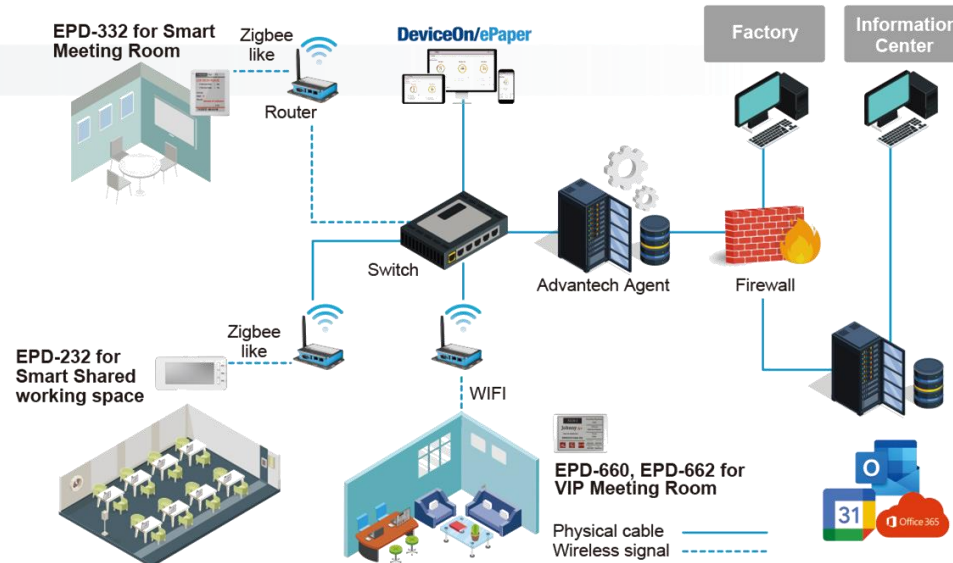 EPD-332 for Smart
Meeting Room
Zigbee
like
Router
DeviceOn/ePaper
Factory
Information
Center
Switch
Advantech Agent
Firewall
EPD-232 for
Smart Shared
working space
Zigbee
like
WIFI
EPD-660, EPD-662 for
VIP Meeting Room
Physical cable
Wireless signal
O
31
Office 365